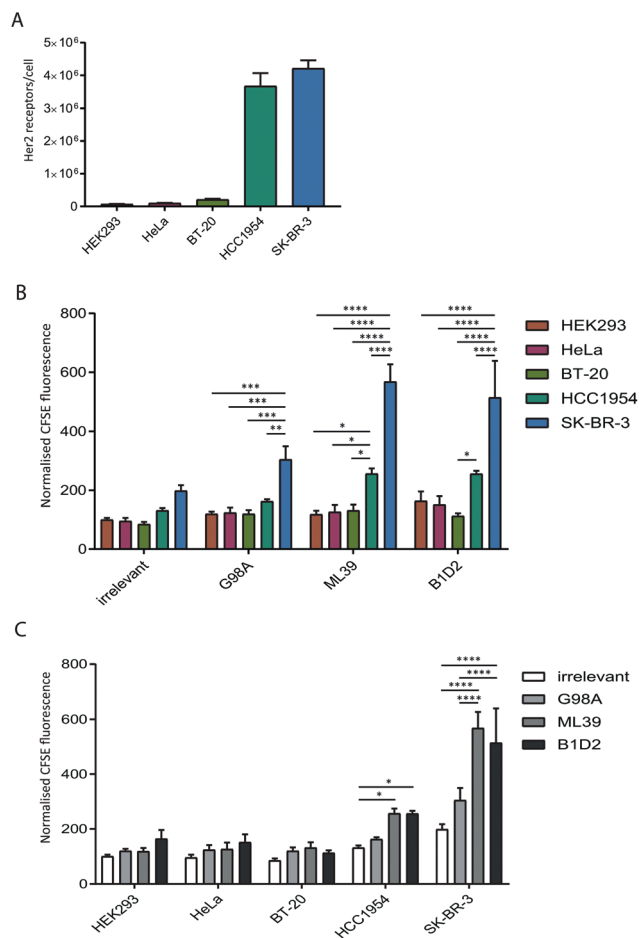 A
Her2 receptors/cell
5×10⁶
4×10⁶
3×10⁶
2×10⁶
1×10⁶
0
HEK293
HeLa
BT-20
HCC1954
SK-BR-3
B
Normalised CFSE fluorescence
800
600
400
200
0
****
****
****
****
****
****
****
****
***
***
***
**
*
*
*
*
HEK293
HeLa
BT-20
HCC1954
SK-BR-3
irrelevant
G98A
ML39
B1D2
C
Normalised CFSE fluorescence
800
600
400
200
0
****
****
****
****
*
*
irrelevant
G98A
ML39
B1D2
HEK293
HeLa
BT-20
HCC1954
SK-BR-3